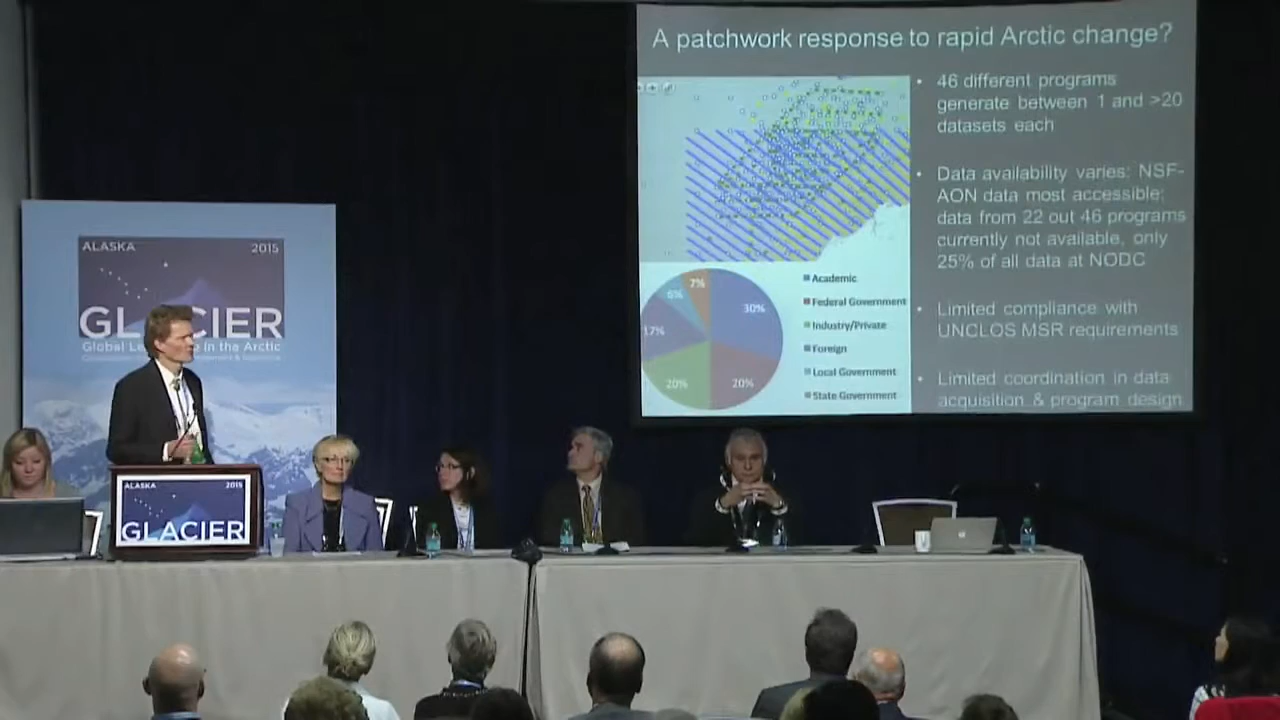 A patchwork response to rapid Arctic change?
• 46 different programs
generate between 1 and >20
datasets each
• Data availability varies: NSF-
AON data most accessible;
data from 22 out 46 programs
currently not available, only
25% of all data at NODC
• Limited compliance with
UNCLOS MSR requirements
• Limited coordination in data
acquisition & program design
7%
6%
30%
17%
20%
20%
Academic
Federal Government
Industry/Private
Foreign
Local Government
State Government
ALASKA 2015
GLACIER
Global Le in the Arctic
ALASKA 2015
GLACIER